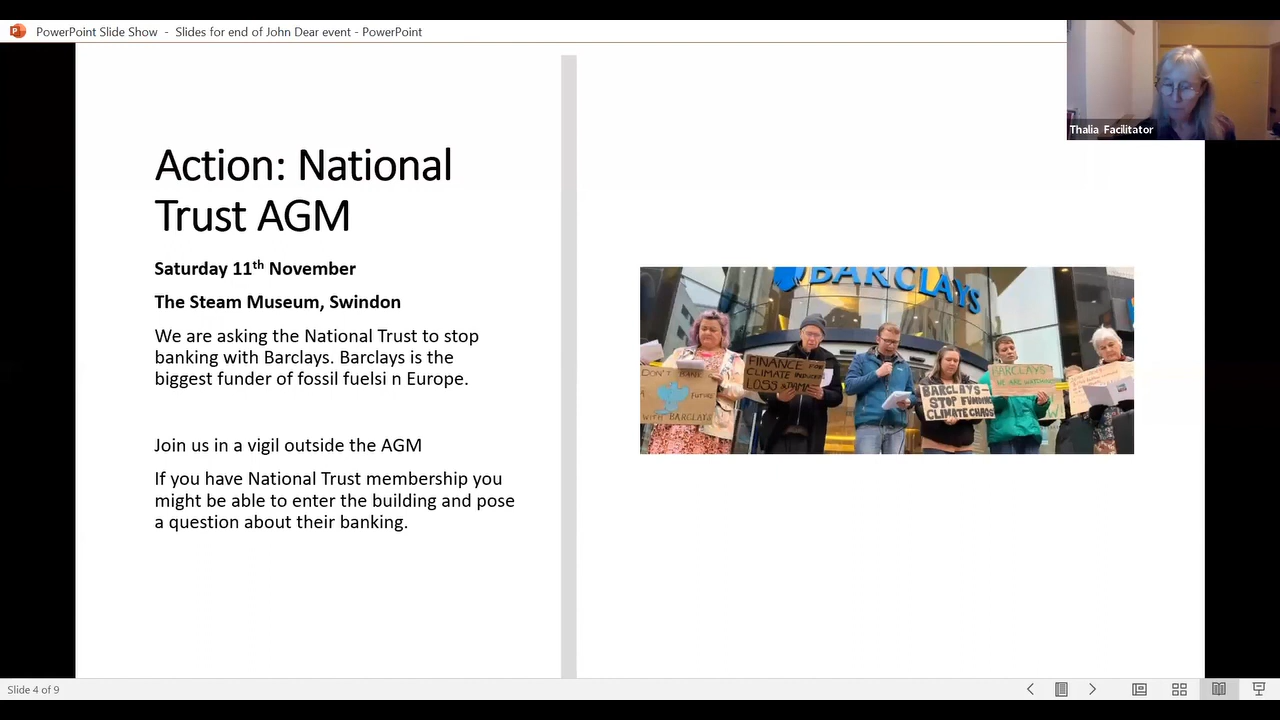 PowerPoint Slide Show - Slides for end of John Dear event - PowerPoint
Thalia Facilitator
Action: National
Trust AGM
Saturday 11th November
The Steam Museum, Swindon
We are asking the National Trust to stop
banking with Barclays. Barclays is the
biggest funder of fossil fuelsi n Europe.
Join us in a vigil outside the AGM
If you have National Trust membership you
might be able to enter the building and pose
a question about their banking.
BARCLAYS
DON'T BANK
A FUTURE
WITH BARCLAYS
FINANCE FOR
CLIMATE INDUCED
LOSS & DAMA
BARCLAYS-
STOP FUNDING
CLIMATE CHAOS
BARCLAYS
WE ARE WATCHING
Slide 4 of 9